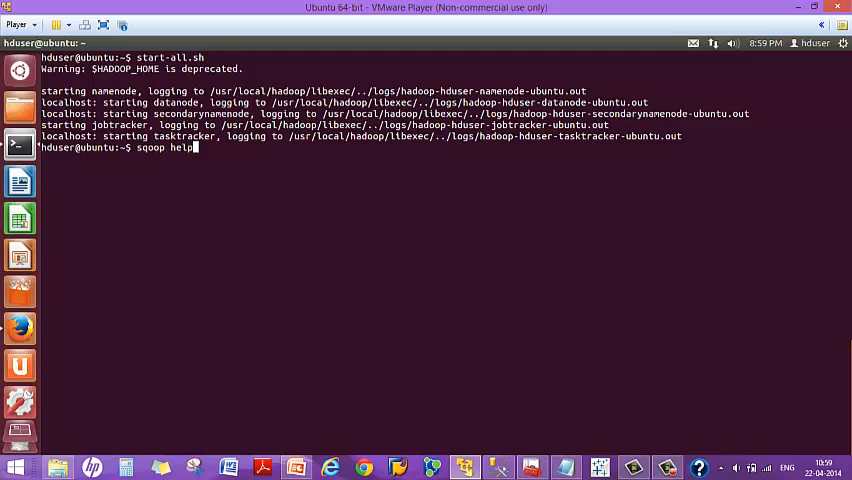 Ubuntu 64-bit - VMware Player (Non-commercial use only)
Player
hduser@ubuntu: ~
8:59 PM
hduser
hduser@ubuntu:~$ start-all.sh
Warning: $HADOOP_HOME is deprecated.
starting namenode, logging to /usr/local/hadoop/libexec/../logs/hadoop-hduser-namenode-ubuntu.out
localhost: starting datanode, logging to /usr/local/hadoop/libexec/../logs/hadoop-hduser-datanode-ubuntu.out
localhost: starting secondarynamenode, logging to /usr/local/hadoop/libexec/../logs/hadoop-hduser-secondarynamenode-ubuntu.out
starting jobtracker, logging to /usr/local/hadoop/libexec/../logs/hadoop-hduser-jobtracker-ubuntu.out
localhost: starting tasktracker, logging to /usr/local/hadoop/libexec/../logs/hadoop-hduser-tasktracker-ubuntu.out
hduser@ubuntu:~$ sqoop help
ENG
10:59
22-04-2014